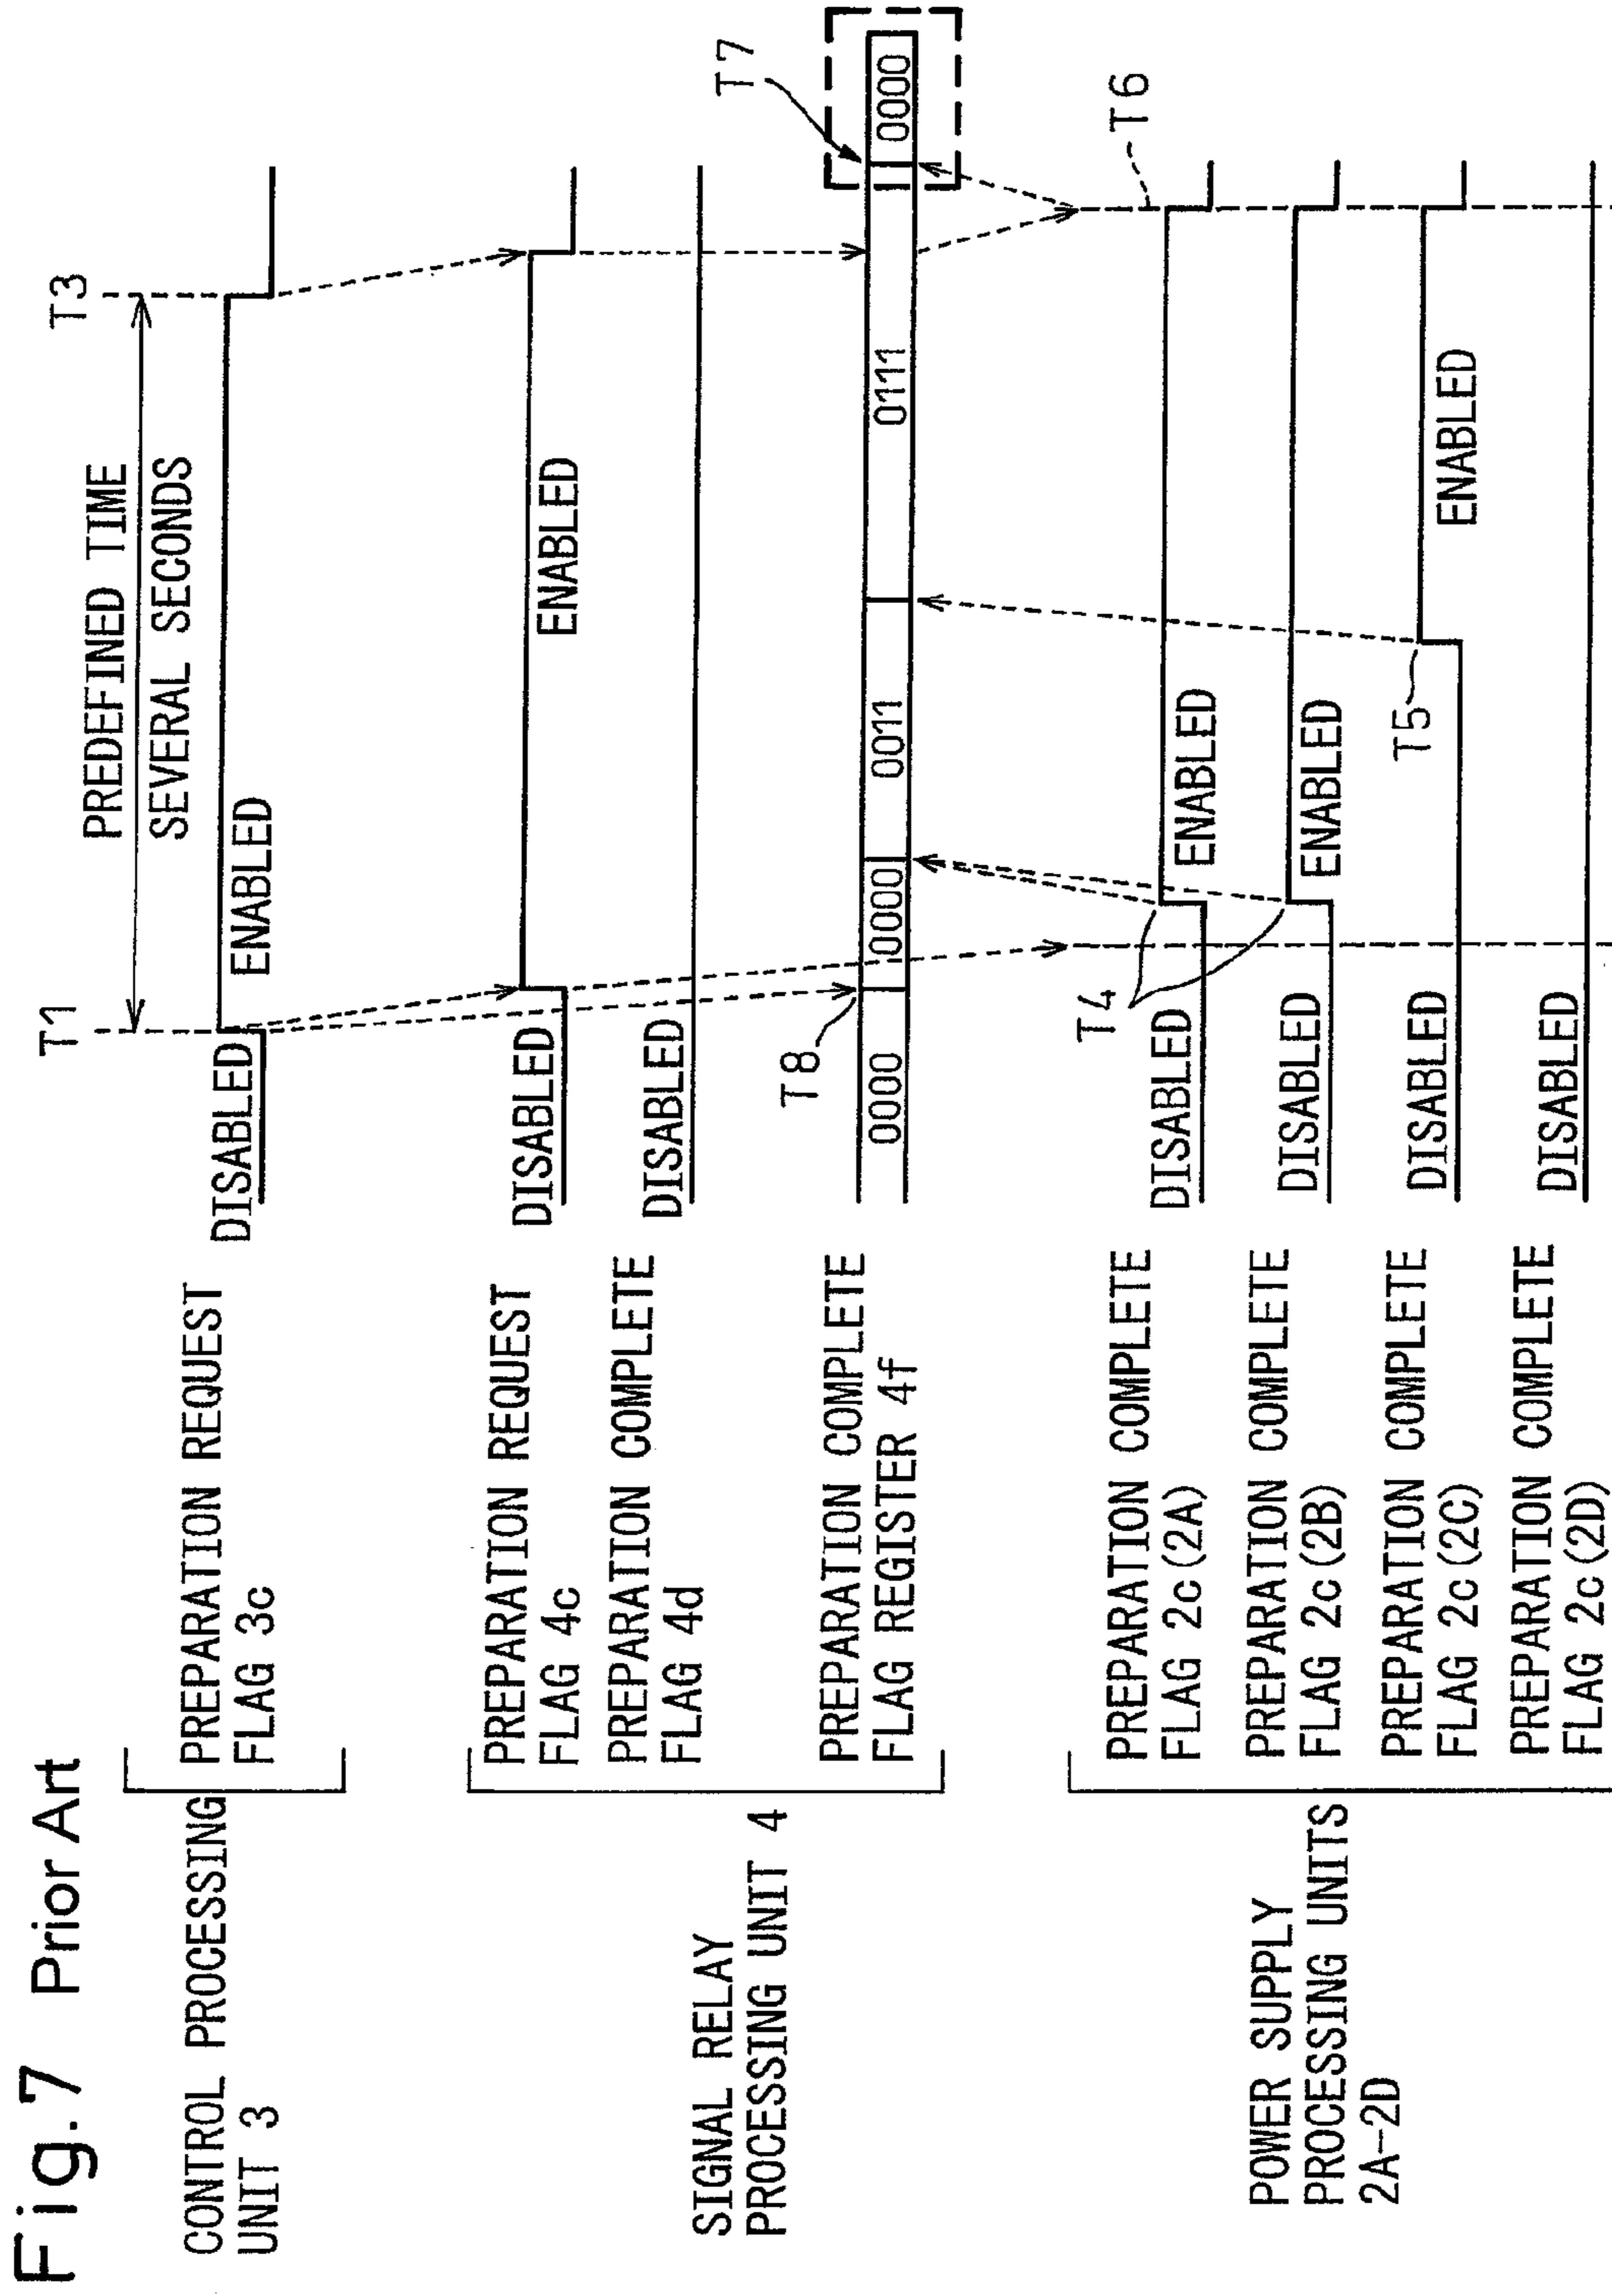 Fig.7 Prior Art
CONTROL PROCESSING
UNIT 3
PREPARATION REQUEST
FLAG 3c
DISABLED
ENABLED
T1
PREDEFINED TIME
SEVERAL SECONDS
T3
SIGNAL RELAY
PROCESSING UNIT 4
PREPARATION REQUEST
FLAG 4c
DISABLED
ENABLED
PREPARATION COMPLETE
FLAG 4d
DISABLED
PREPARATION COMPLETE
FLAG REGISTER 4f
T8
T7
0000
0000
0011
0111
0000
POWER SUPPLY
PROCESSING UNITS
2A-2D
PREPARATION COMPLETE
FLAG 2c(2A)
DISABLED
T4
ENABLED
T6
PREPARATION COMPLETE
FLAG 2c(2B)
DISABLED
ENABLED
PREPARATION COMPLETE
FLAG 2c(2C)
DISABLED
T5
ENABLED
PREPARATION COMPLETE
FLAG 2c(2D)
DISABLED